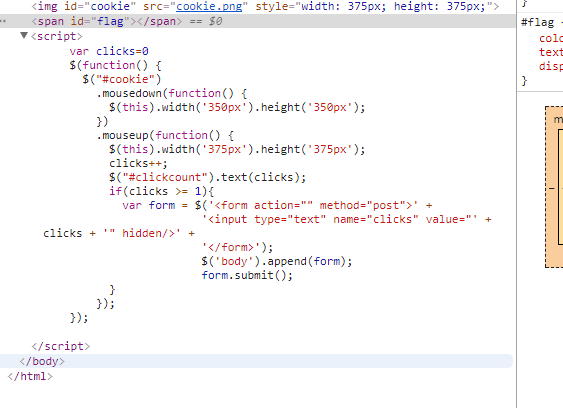 <img id="cookie" src="cookie.png" style="width: 375px; height: 375px;">
<span id="flag"></span> == $0
<script>
var clicks=0
$(function() {
$("#cookie")
.mousedown(function() {
$(this).width('350px').height('350px');
})
.mouseup(function() {
$(this).width('375px').height('375px');
clicks++;
$("#clickcount").text(clicks);
if(clicks >= 1){
var form = $('<form action="" method="post">' +
'<input type="text" name="clicks" value="' +
clicks + '" hidden/>' +
'</form>');
$('body').append(form);
form.submit();
}
});
});
</script>
</body>
</html>
}
#flag
colo
text
disp
}
m